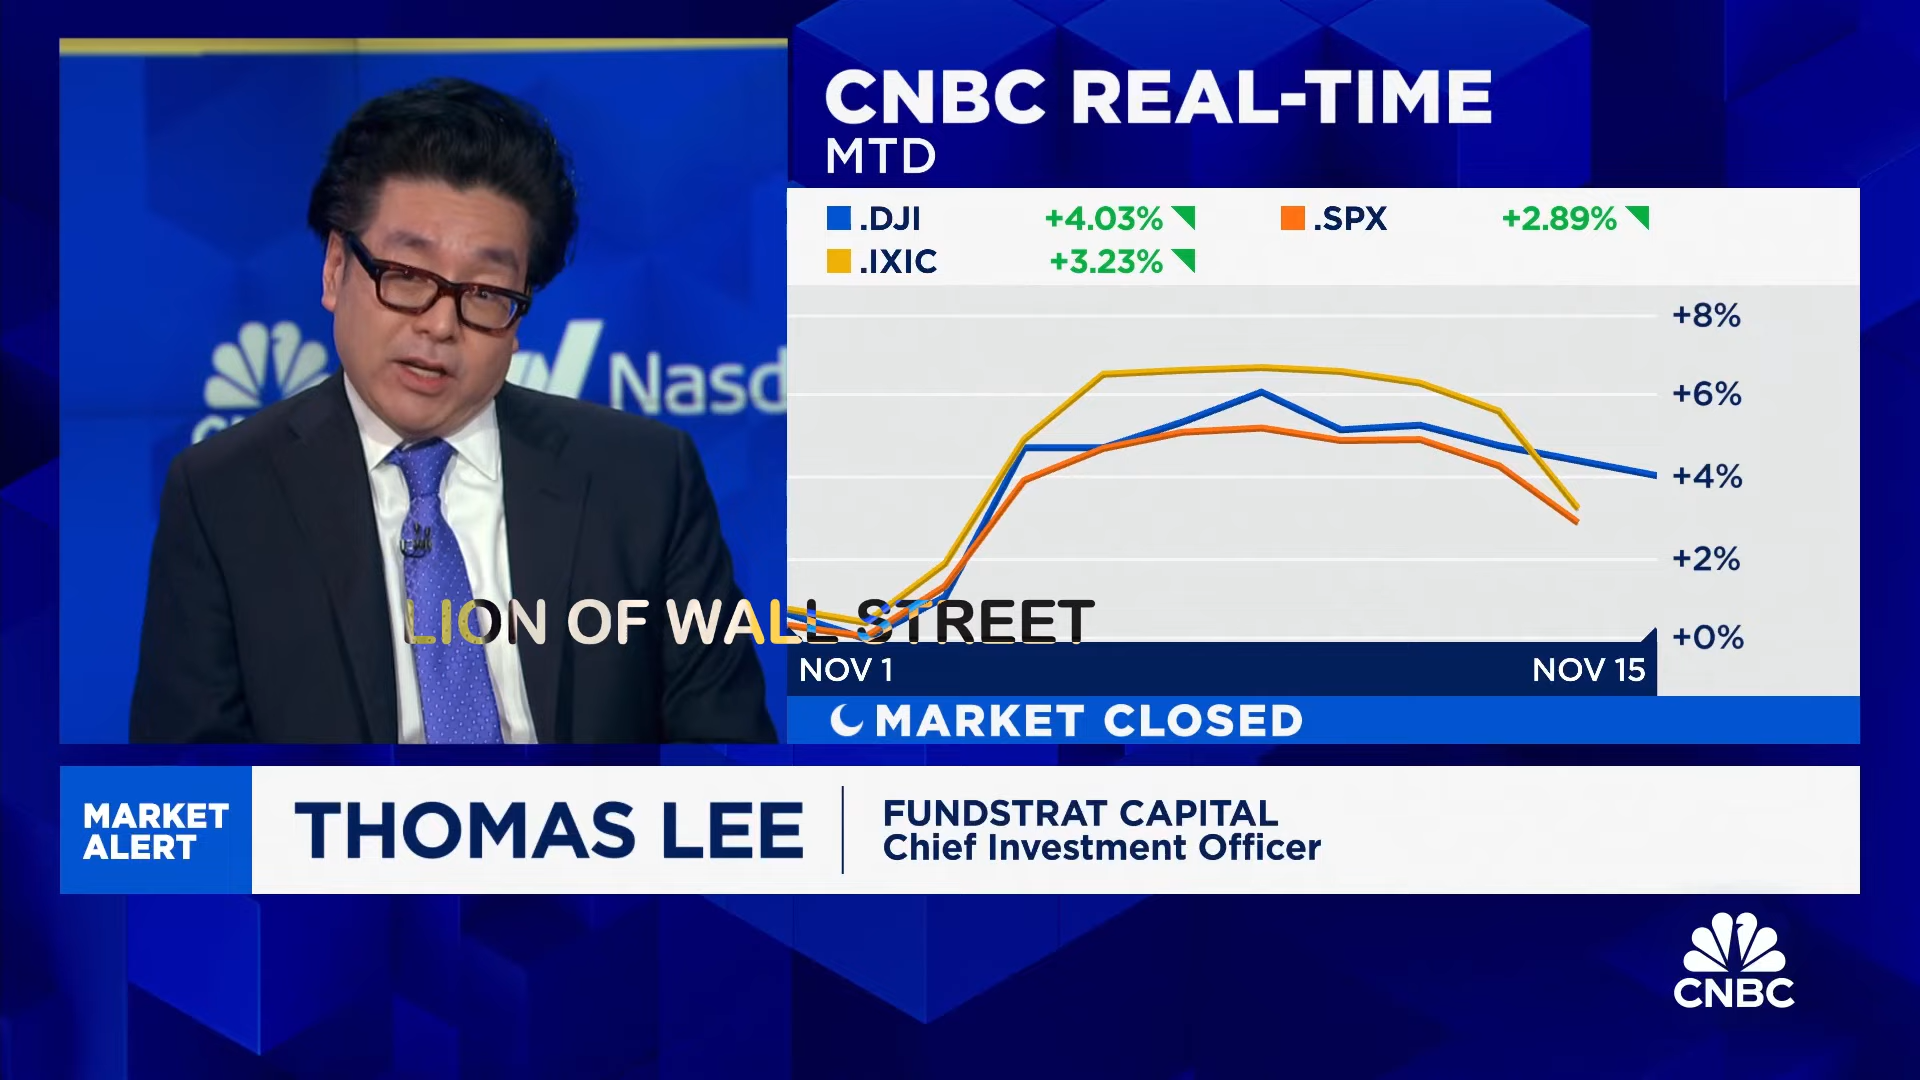 CNBC REAL-TIME
MTD
.DJI +4.03% .SPX +2.89%
.IXIC +3.23%
+8%
+6%
+4%
+2%
+0%
Nasd
LION OF WALL STREET
NOV 1 NOV 15
MARKET CLOSED
MARKET
ALERT
THOMAS LEE
FUNDSTRAT CAPITAL
Chief Investment Officer
CNBC